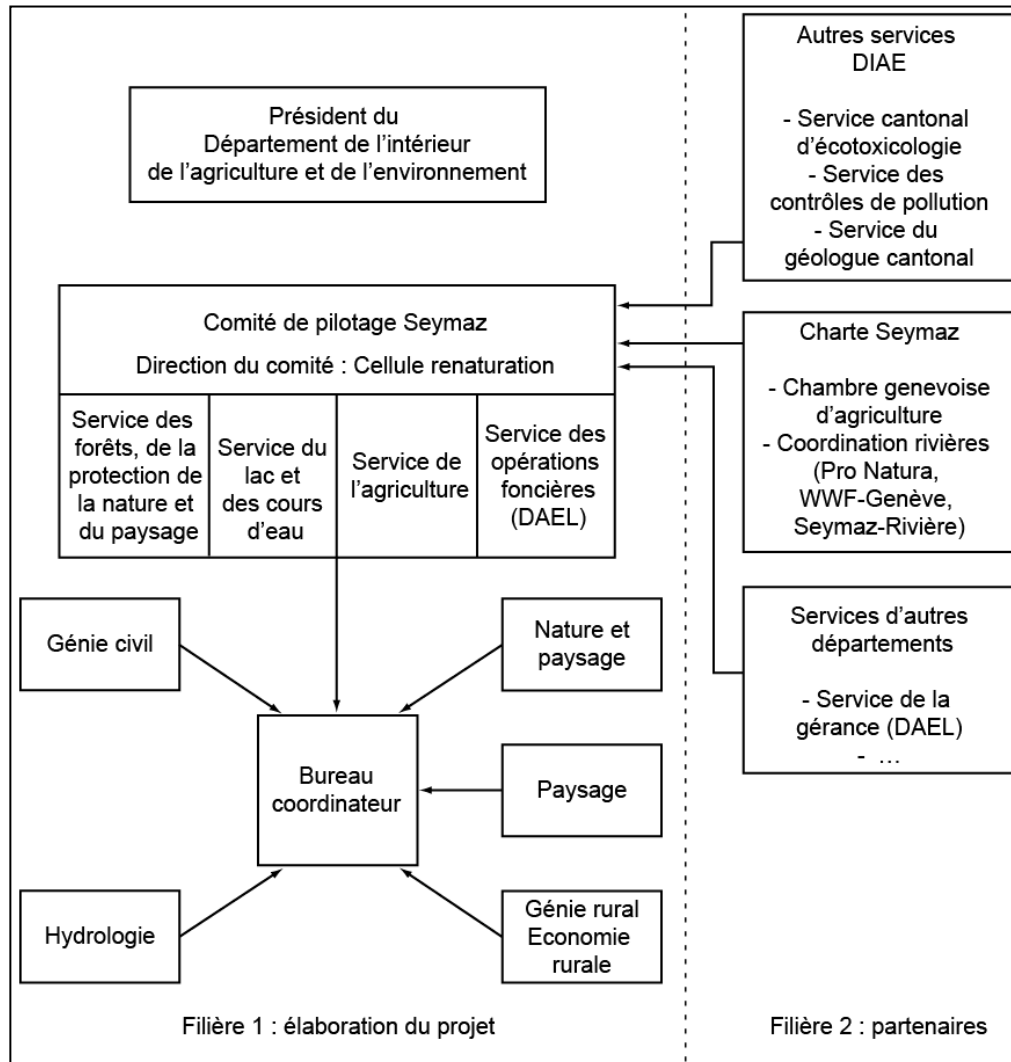 Président du
Département de l’intérieur
de l’agriculture et de l’environnement
Comité de pilotage Seymaz
Direction du comité : Cellule renaturation
Service des
forêts, de la
protection de
la nature et
du paysage
Service du
lac et
des cours
d’eau
Service de
l’agriculture
Service des
opérations
foncières
(DAEL)
Génie civil
Nature et
paysage
Bureau
coordinateur
Paysage
Hydrologie
Génie rural
Economie
rurale
Filière 1 : élaboration du projet
Autres services
DIAE
- Service cantonal
d’écotoxicologie
- Service des
contrôles de pollution
- Service du
géologue cantonal
Charte Seymaz
- Chambre genevoise
d’agriculture
- Coordination rivières
(Pro Natura,
WWF-Genève,
Seymaz-Rivière)
Services d’autres
départements
- Service de la
gérance (DAEL)
- …
Filière 2 : partenaires